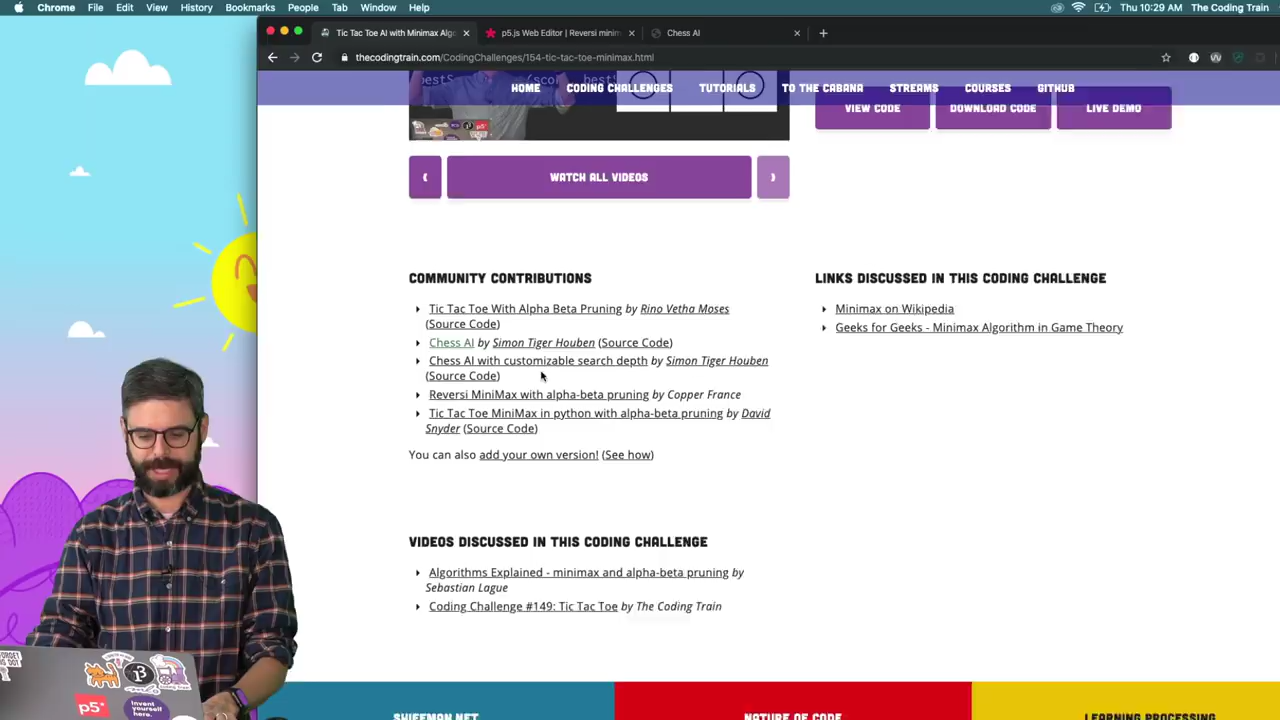 Chrome File Edit View History Bookmarks People Tab Window Help Thu 10:29 AM The Coding Train
Tic Tac Toe AI with Minimax Algo
p5.js Web Editor | Reversi minim
Chess AI
thecodingtrain.com/CodingChallenges/154-tic-tac-toe-minimax.html
HOME CODING CHALLENGES TUTORIALS TO THE CABANA STREAMS COURSES GITHUB
VIEW CODE DOWNLOAD CODE LIVE DEMO
WATCH ALL VIDEOS
COMMUNITY CONTRIBUTIONS
Tic Tac Toe With Alpha Beta Pruning by Rino Vetha Moses
(Source Code)
Chess AI by Simon Tiger Houben (Source Code)
Chess AI with customizable search depth by Simon Tiger Houben
(Source Code)
Reversi MiniMax with alpha-beta pruning by Copper France
Tic Tac Toe MiniMax in python with alpha-beta pruning by David
Snyder (Source Code)
You can also add your own version! (See how)
LINKS DISCUSSED IN THIS CODING CHALLENGE
Minimax on Wikipedia
Geeks for Geeks - Minimax Algorithm in Game Theory
VIDEOS DISCUSSED IN THIS CODING CHALLENGE
Algorithms Explained - minimax and alpha-beta pruning by
Sebastian Lague
Coding Challenge #149: Tic Tac Toe by The Coding Train
SHIFFMAN.NET
NATURE OF CODE
LEARNING PROCESSING
p5*
Invent
yourself
here.